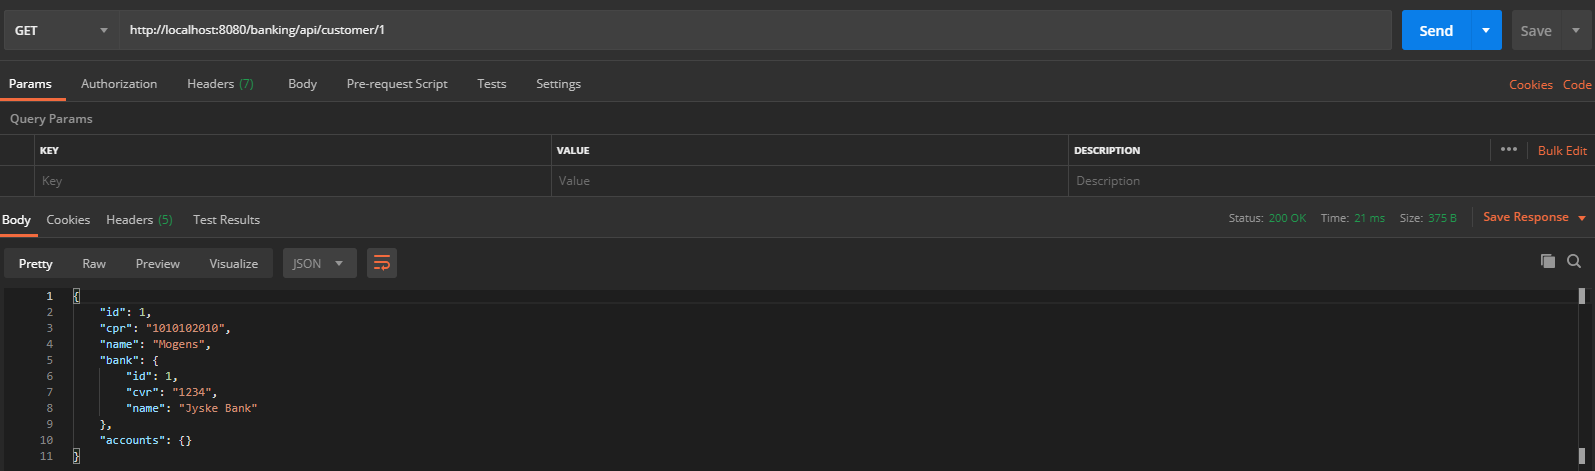 GET http://localhost:8080/banking/api/customer/1 Send Save
Params Authorization Headers (7) Body Pre-request Script Tests Settings Cookies Code
Query Params
KEY VALUE DESCRIPTION ••• Bulk Edit
Key Value Description
Body Cookies Headers (5) Test Results Status: 200 OK Time: 21 ms Size: 375 B Save Response
Pretty Raw Preview Visualize JSON
1 {
2 "id": 1,
3 "cpr": "1010102010",
4 "name": "Mogens",
5 "bank": {
6 "id": 1,
7 "cvr": "1234",
8 "name": "Jyske Bank"
9 },
10 "accounts": {}
11 }